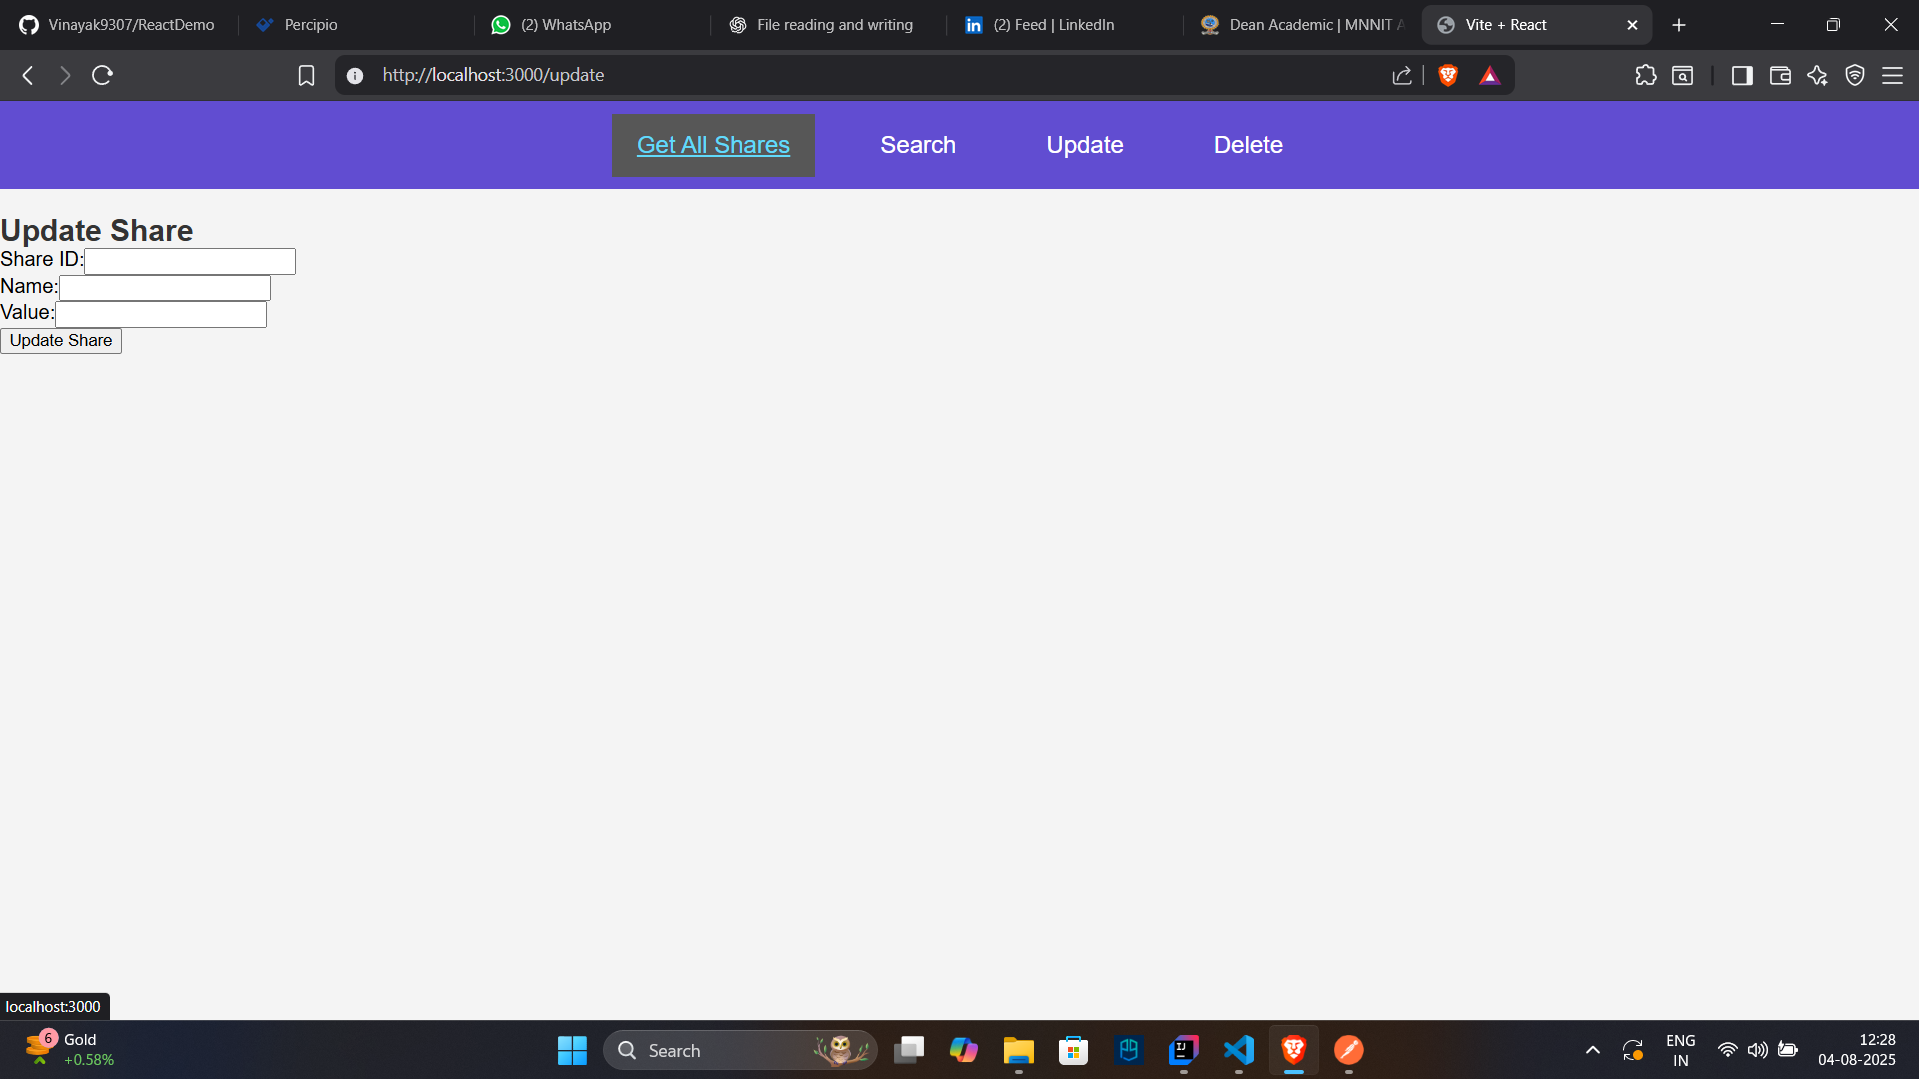 Vinayak9307/ReactDemo
Percipio
(2) WhatsApp
File reading and writing
(2) Feed | LinkedIn
Dean Academic | MNNIT A
Vite + React
http://localhost:3000/update
Get All Shares
Search
Update
Delete
Update Share
Share ID:
Name:
Value:
Update Share
localhost:3000
6
Gold
+0.58%
Search
ENG
IN
12:28
04-08-2025